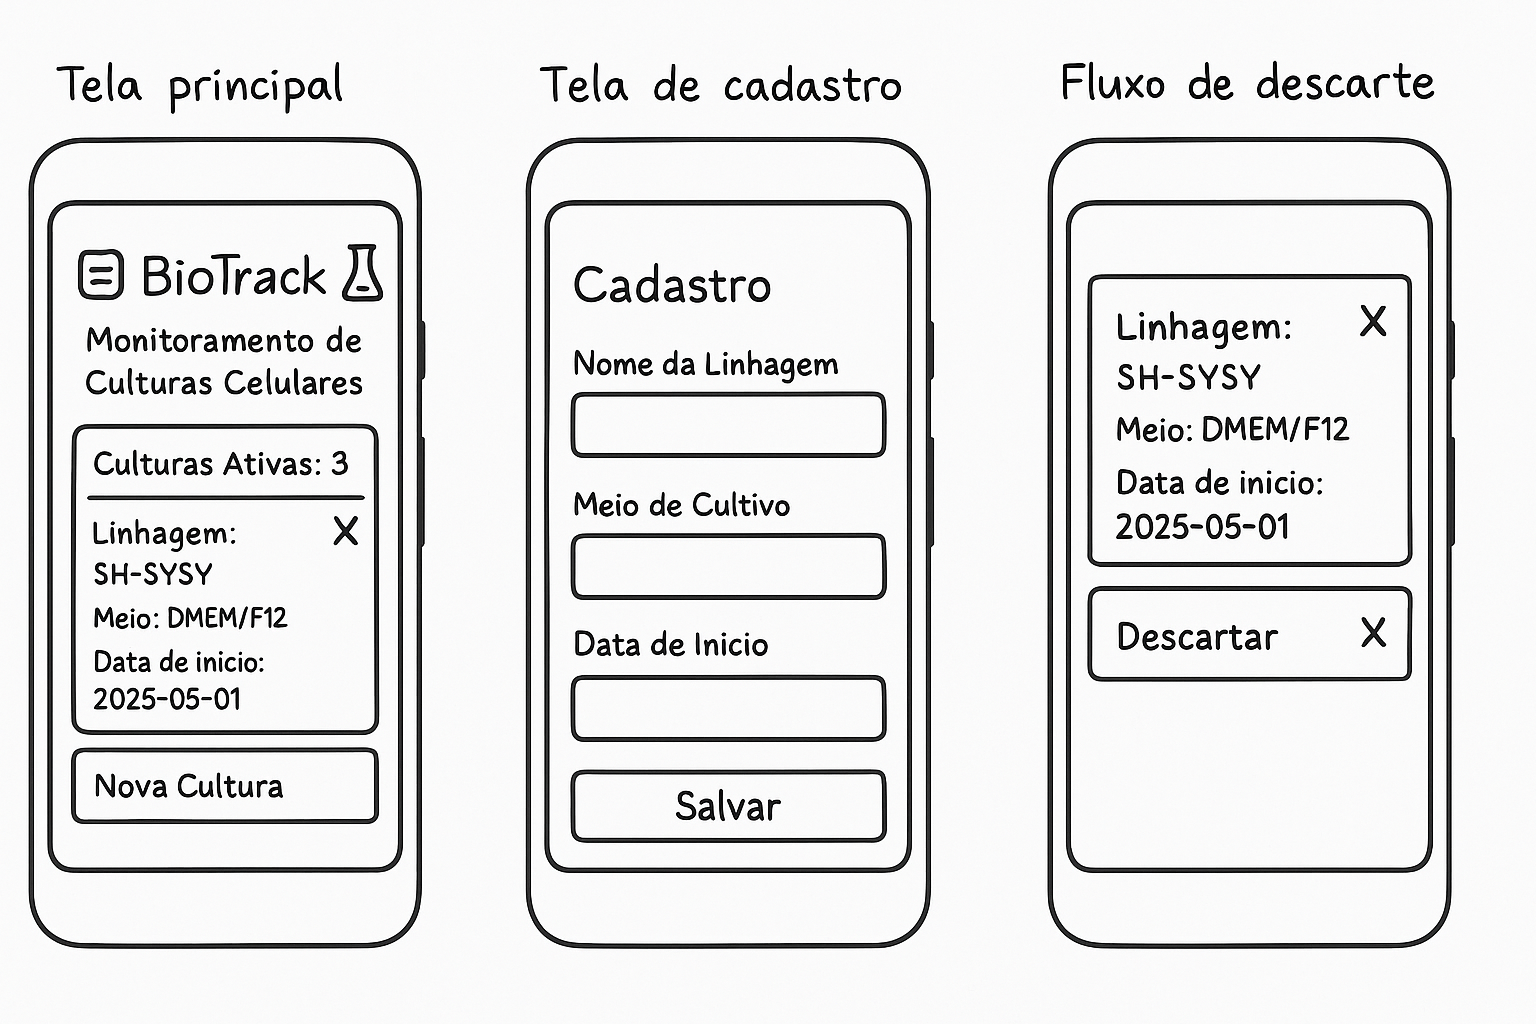 Tela principal
BioTrack
Monitoramento de
Culturas Celulares
Culturas Ativas: 3
Linhagem: X
SH-SYSY
Meio: DMEM/F12
Data de inicio:
2025-05-01
Nova Cultura
Tela de cadastro
Cadastro
Nome da Linhagem
Meio de Cultivo
Data de Inicio
Salvar
Fluxo de descarte
Linhagem: X
SH-SYSY
Meio: DMEM/F12
Data de inicio:
2025-05-01
Descartar X